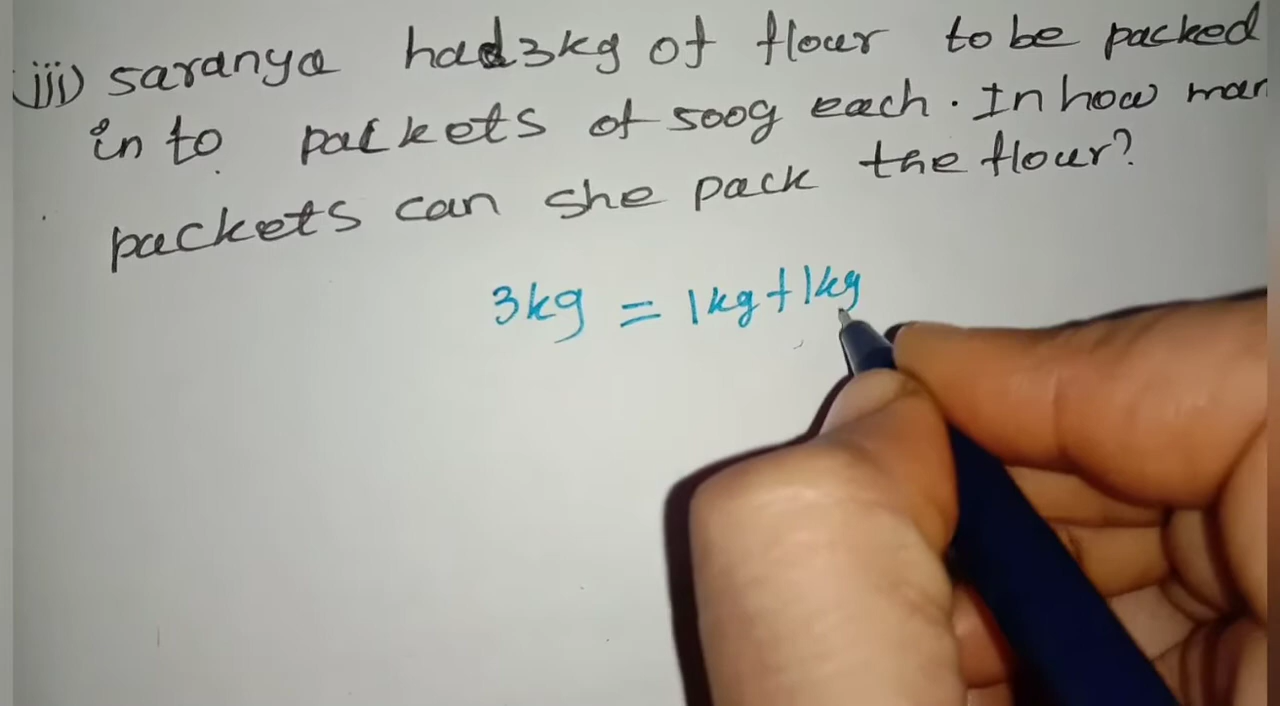 iii) saranya had 3kg of flour to be packed
in to packets of 500g each. In how man
packets can she pack the flour?
3kg = 1kg+1kg